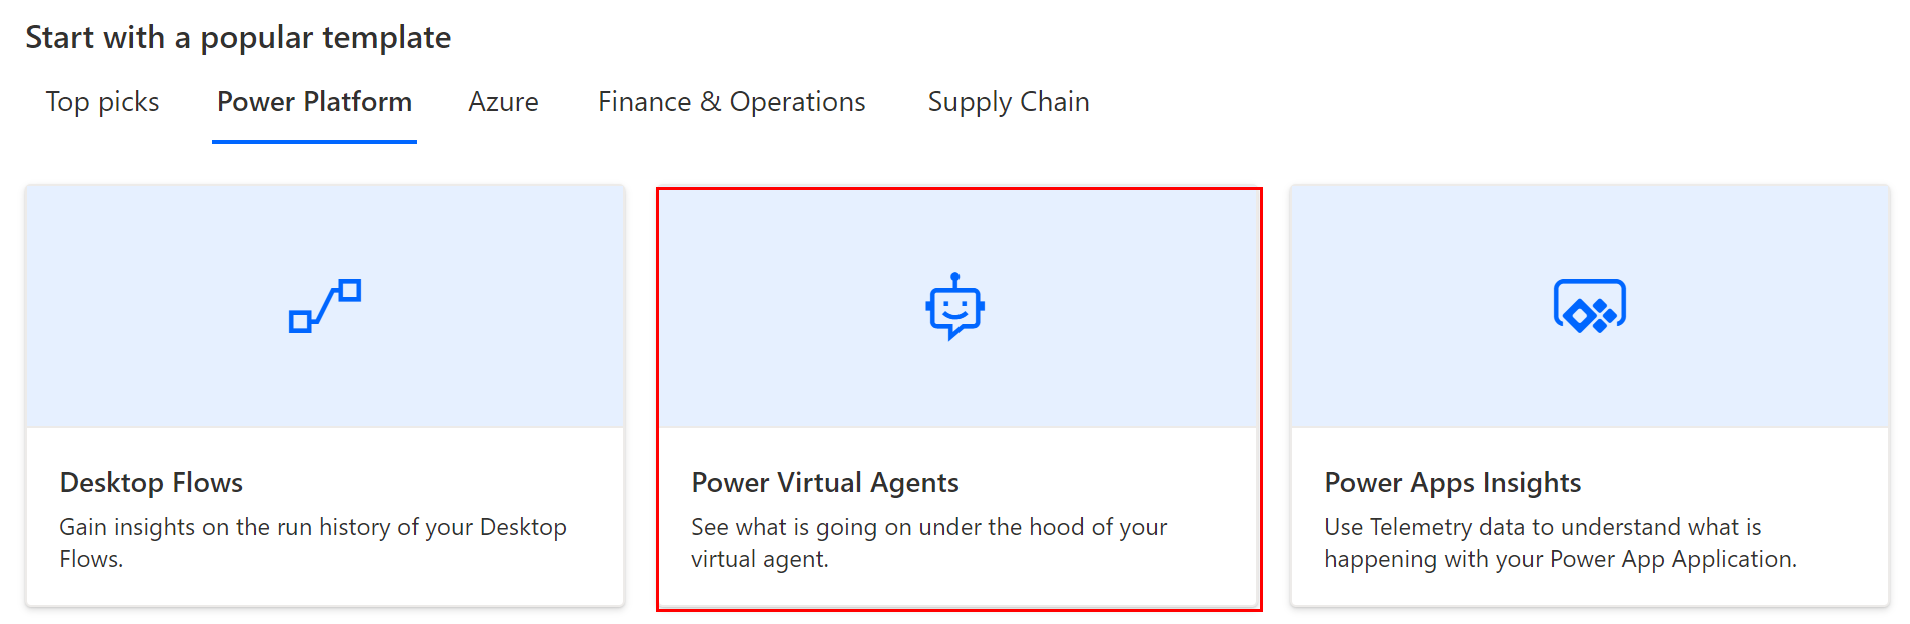 Start with a popular template
Top picks Power Platform Azure Finance & Operations Supply Chain
Desktop Flows
Gain insights on the run history of your Desktop
Flows.
Power Virtual Agents
See what is going on under the hood of your
virtual agent.
Power Apps Insights
Use Telemetry data to understand what is
happening with your Power App Application.